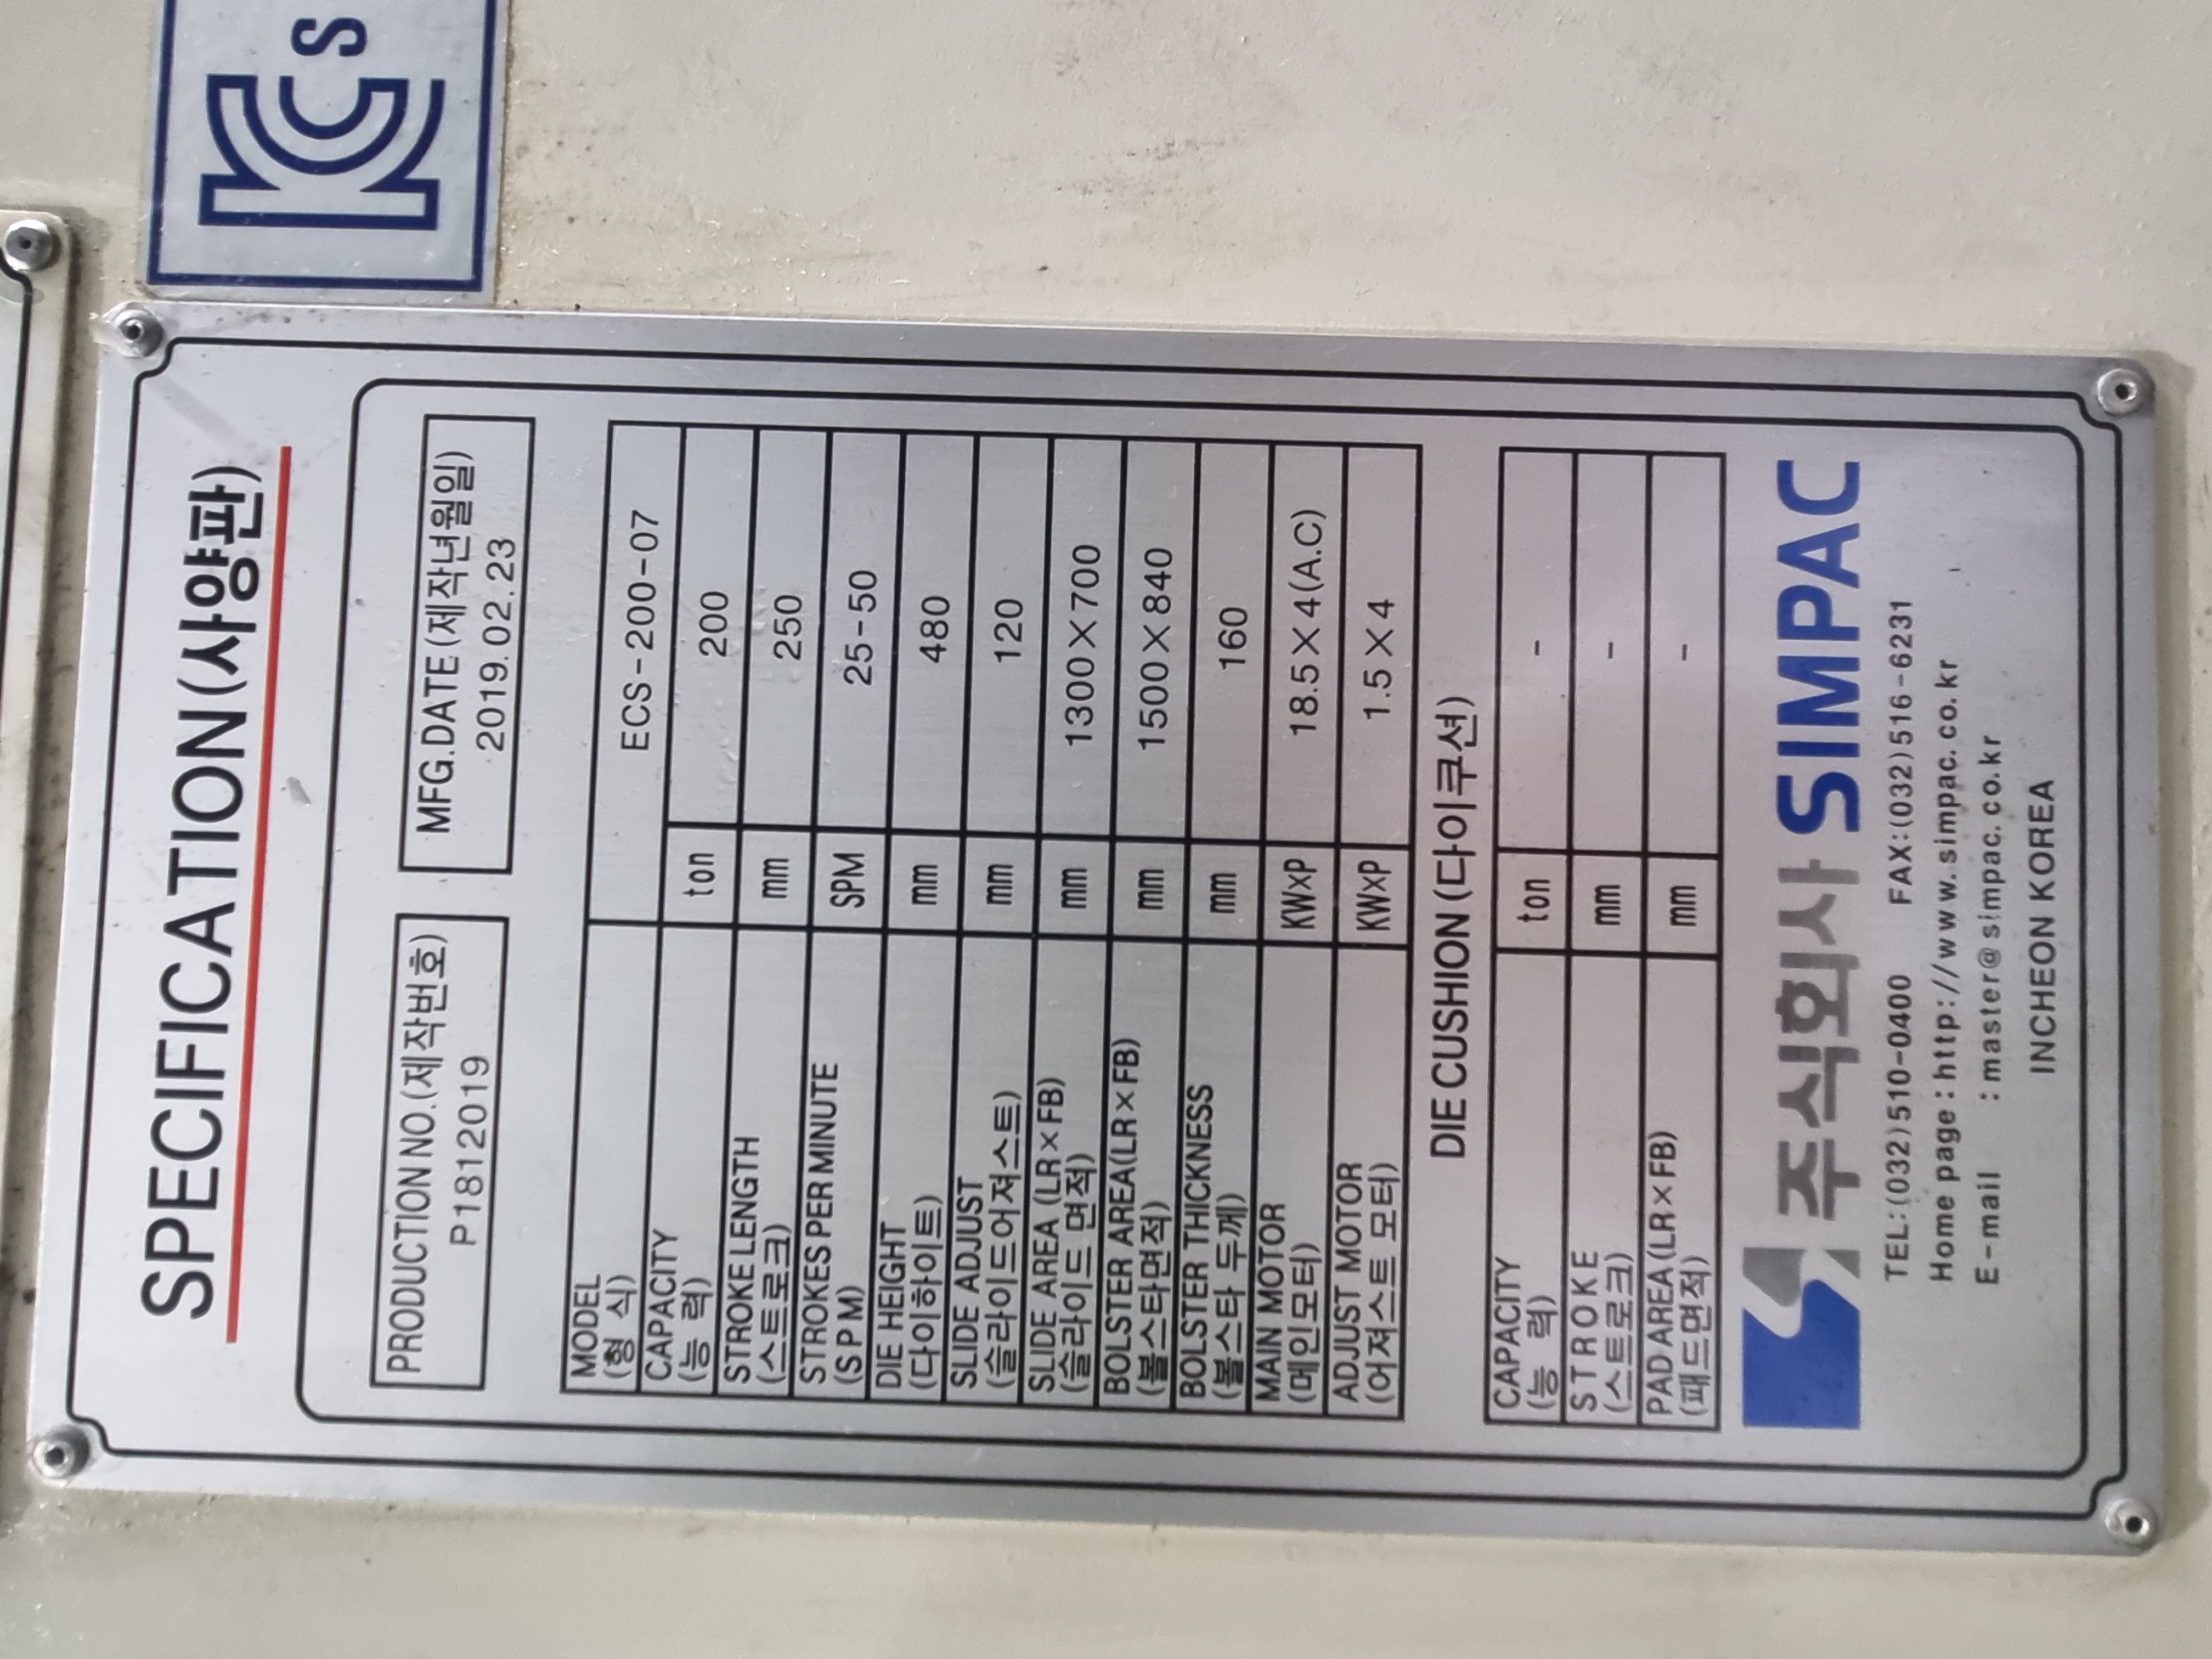 KCs
SPECIFICATION(사양판)
PRODUCTION NO.(제작번호)
P1812019
MFG.DATE(제작년월일)
2019.02.23
MODEL
(형 식)
ECS-200-07
CAPACITY
(능 력)
ton
200
STROKE LENGTH
(스트로크)
mm
250
STROKES PER MINUTE
(SPM)
SPM
25-50
DIE HEIGHT
(다이하이트)
mm
480
SLIDE ADJUST
(슬라이드어져스트)
mm
120
SLIDE AREA (LR×FB)
(슬라이드 면적)
mm
1300×700
BOLSTER AREA(LR×FB)
(볼스타면적)
mm
1500×840
BOLSTER THICKNESS
(볼스타 두께)
mm
160
MAIN MOTOR
(메인모터)
KW×P
18.5×4(A.C)
ADJUST MOTOR
(어져스트 모터)
KW×P
1.5×4
DIE CUSHION(다이쿠션)
CAPACITY
(능 력)
ton
-
STROKE
(스트로크)
mm
-
PAD AREA(LR×FB)
(패드면적)
mm
-
주식회사 SIMPAC
TEL:(032)510-0400 FAX:(032)516-6231
Home page:http://www.simpac.co.kr
E-mail :master@simpac.co.kr
INCHEON KOREA